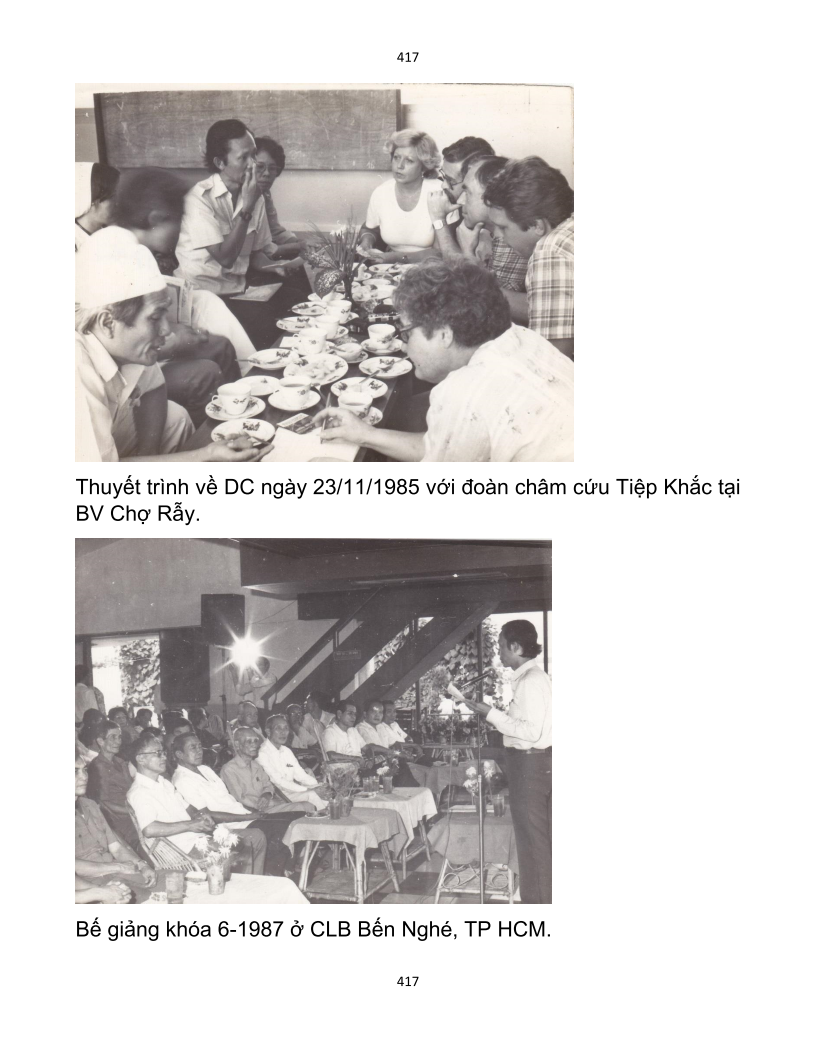 417
Thuyết trình về DC ngày 23/11/1985 với đoàn châm cứu Tiệp Khắc tại
BV Chợ Rẫy.
Bế giảng khóa 6-1987 ở CLB Bến Nghé, TP HCM.
417